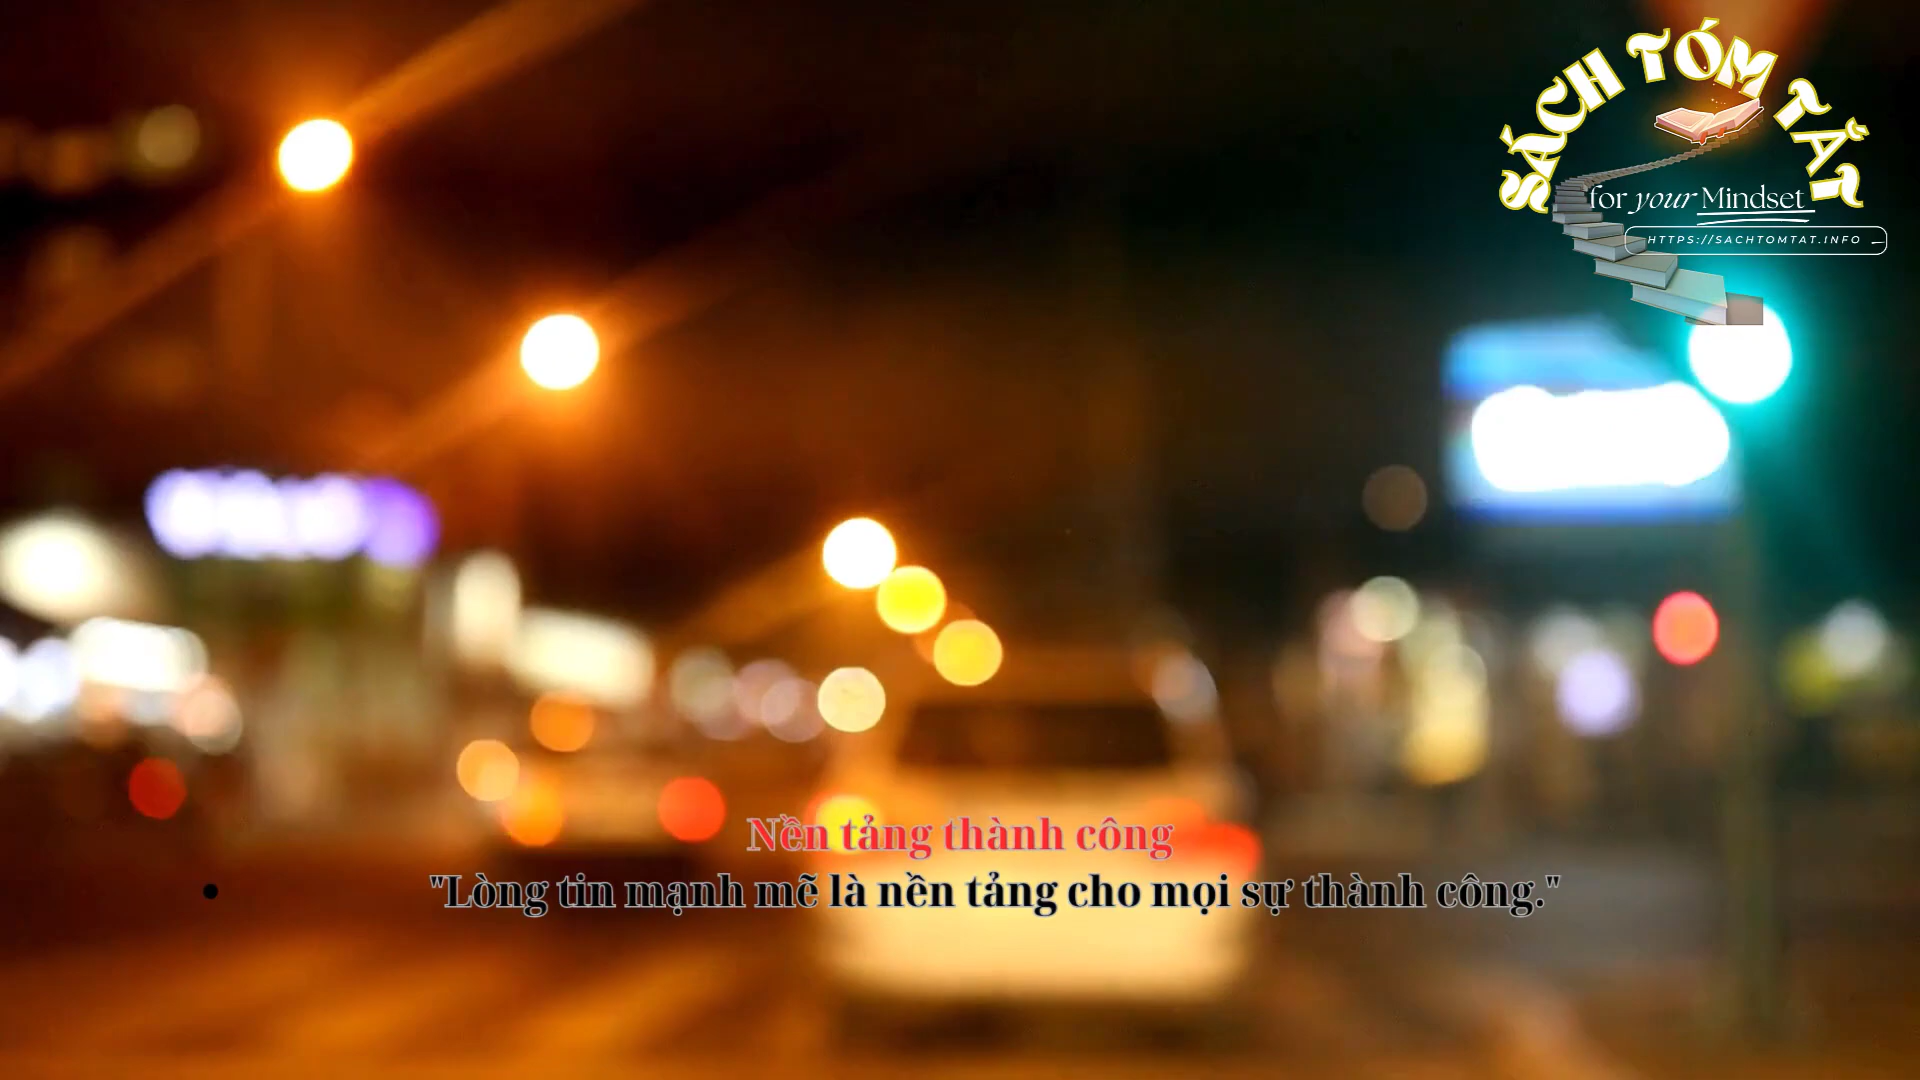 SÁCH TÓM TẮT
for your Mindset
HTTPS://SACHTOMTAT.INFO
Nền tảng thành công
• "Lòng tin mạnh mẽ là nền tảng cho mọi sự thành công."